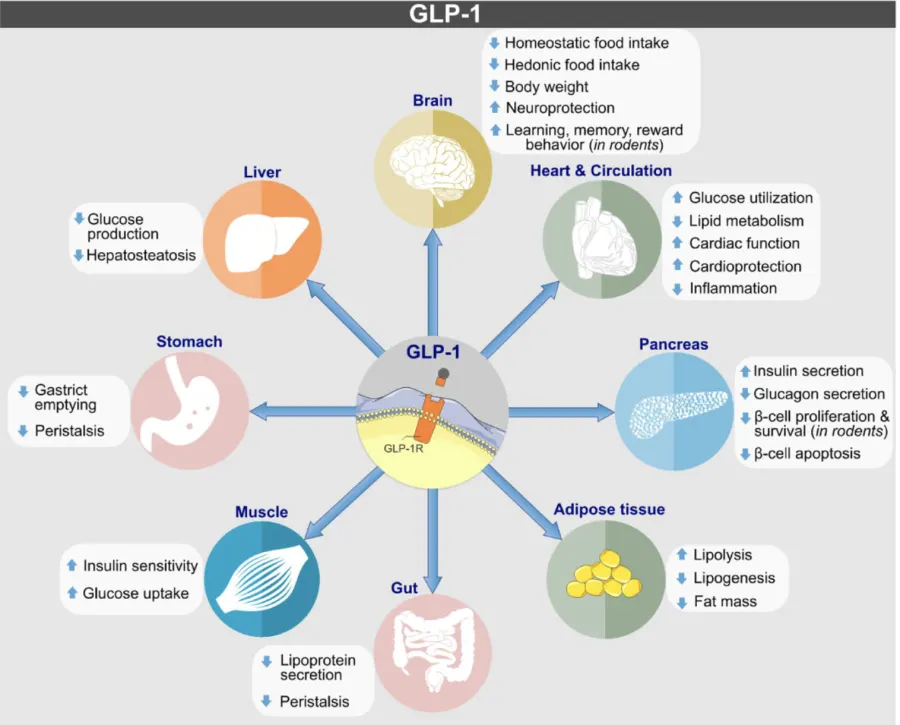 GLP-1
Brain
Homeostatic food intake
Hedonic food intake
Body weight
Neuroprotection
Learning, memory, reward
behavior (in rodents)
Heart & Circulation
Glucose utilization
Lipid metabolism
Cardiac function
Cardioprotection
Inflammation
Liver
Glucose
production
Hepatosteatosis
Stomach
Gastrict
emptying
Peristalsis
GLP-1
GLP-1R
Pancreas
Insulin secretion
Glucagon secretion
β-cell proliferation &
survival (in rodents)
β-cell apoptosis
Muscle
Insulin sensitivity
Glucose uptake
Adipose tissue
Lipolysis
Lipogenesis
Fat mass
Gut
Lipoprotein
secretion
Peristalsis